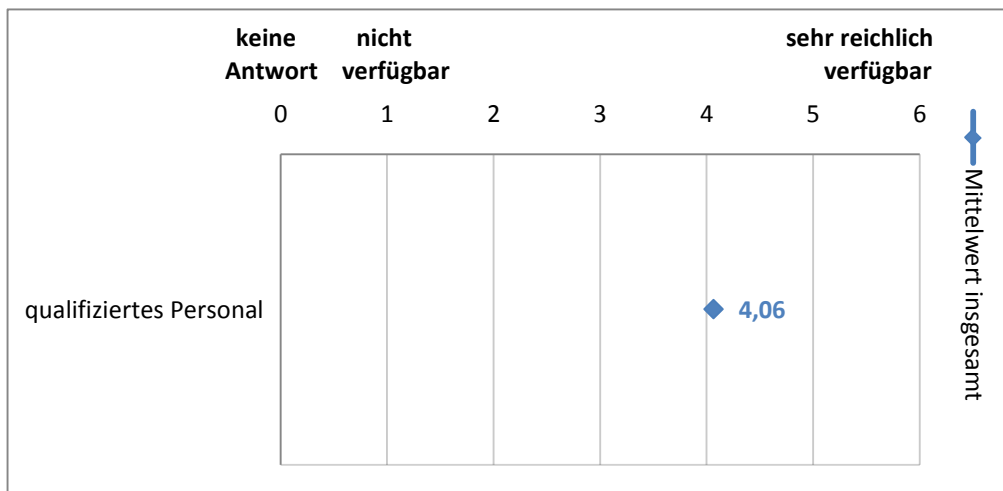 keine nicht sehr reichlich
Antwort verfügbar verfügbar
0 1 2 3 4 5 6
Mittelwert insgesamt
qualifiziertes Personal 4,06